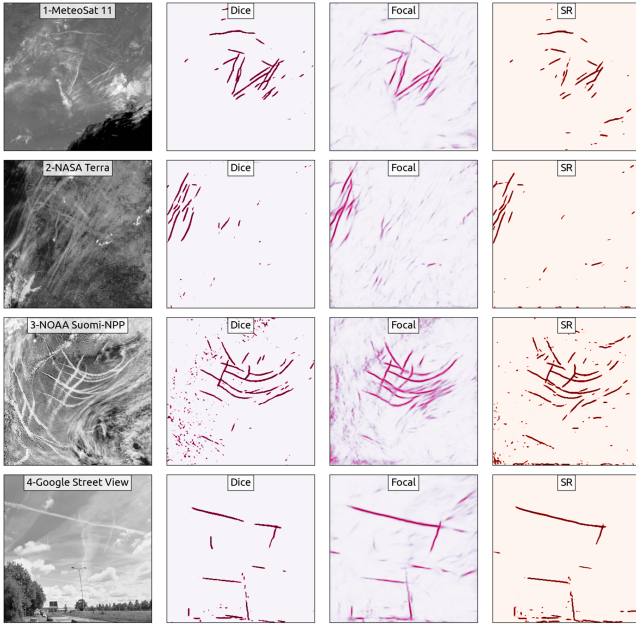 1-MeteoSat 11
Dice
Focal
SR
2-NASA Terra
Dice
Focal
SR
3-NOAA Suomi-NPP
Dice
Focal
SR
4-Google Street View
Dice
Focal
SR